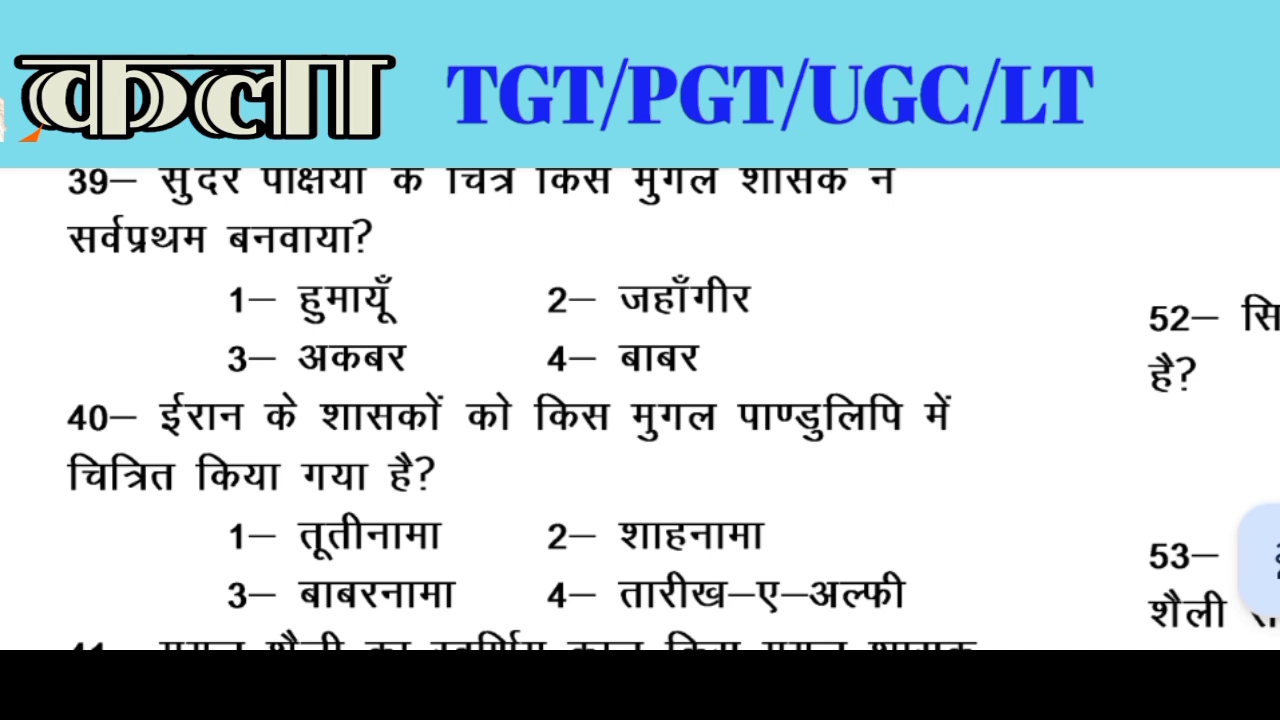 कला TGT/PGT/UGC/LT
39– सुंदर पक्षियों के चित्र किस मुगल शासक ने
सर्वप्रथम बनवाया?
1– हुमायूँ 2– जहाँगीर
3– अकबर 4– बाबर
40– ईरान के शासकों को किस मुगल पाण्डुलिपि में
चित्रित किया गया है?
1– तूतीनामा 2– शाहनामा
3– बाबरनामा 4– तारीख–ए–अल्फी
52–
है?
53–
शैली